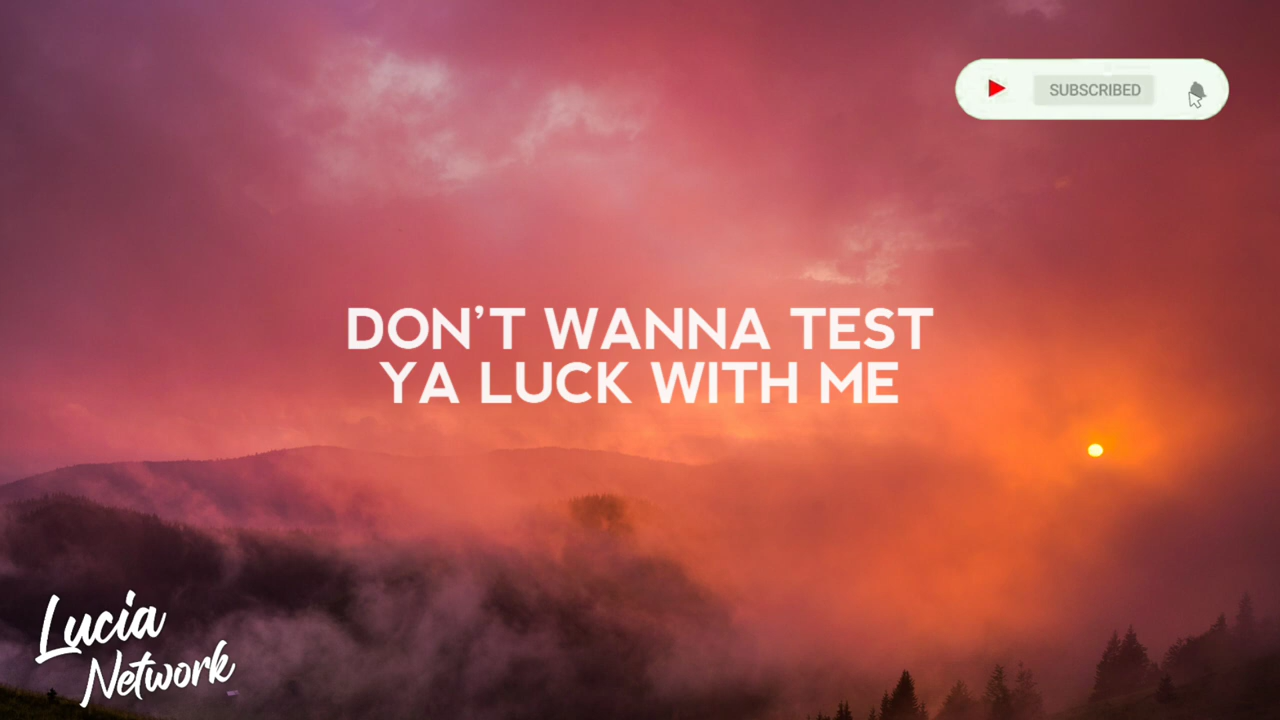 SUBSCRIBED
DON'T WANNA TEST
YA LUCK WITH ME
Lucia
Network